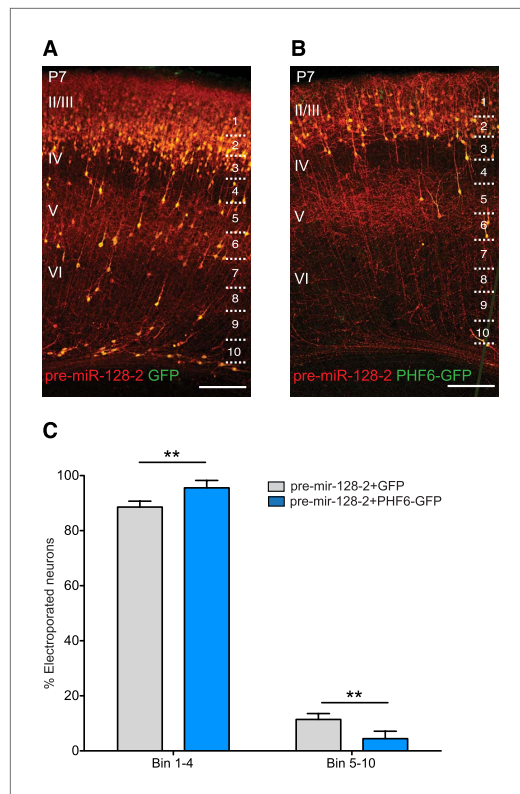 A
P7
II/III
IV
V
VI
1
2
3
4
5
6
7
8
9
10
pre-miR-128-2 GFP
B
P7
II/III
IV
V
VI
1
2
3
4
5
6
7
8
9
10
pre-miR-128-2 PHF6-GFP
C
% Electroporated neurons
100
80
60
40
20
0
**
**
pre-mir-128-2+GFP
pre-mir-128-2+PHF6-GFP
Bin 1-4
Bin 5-10